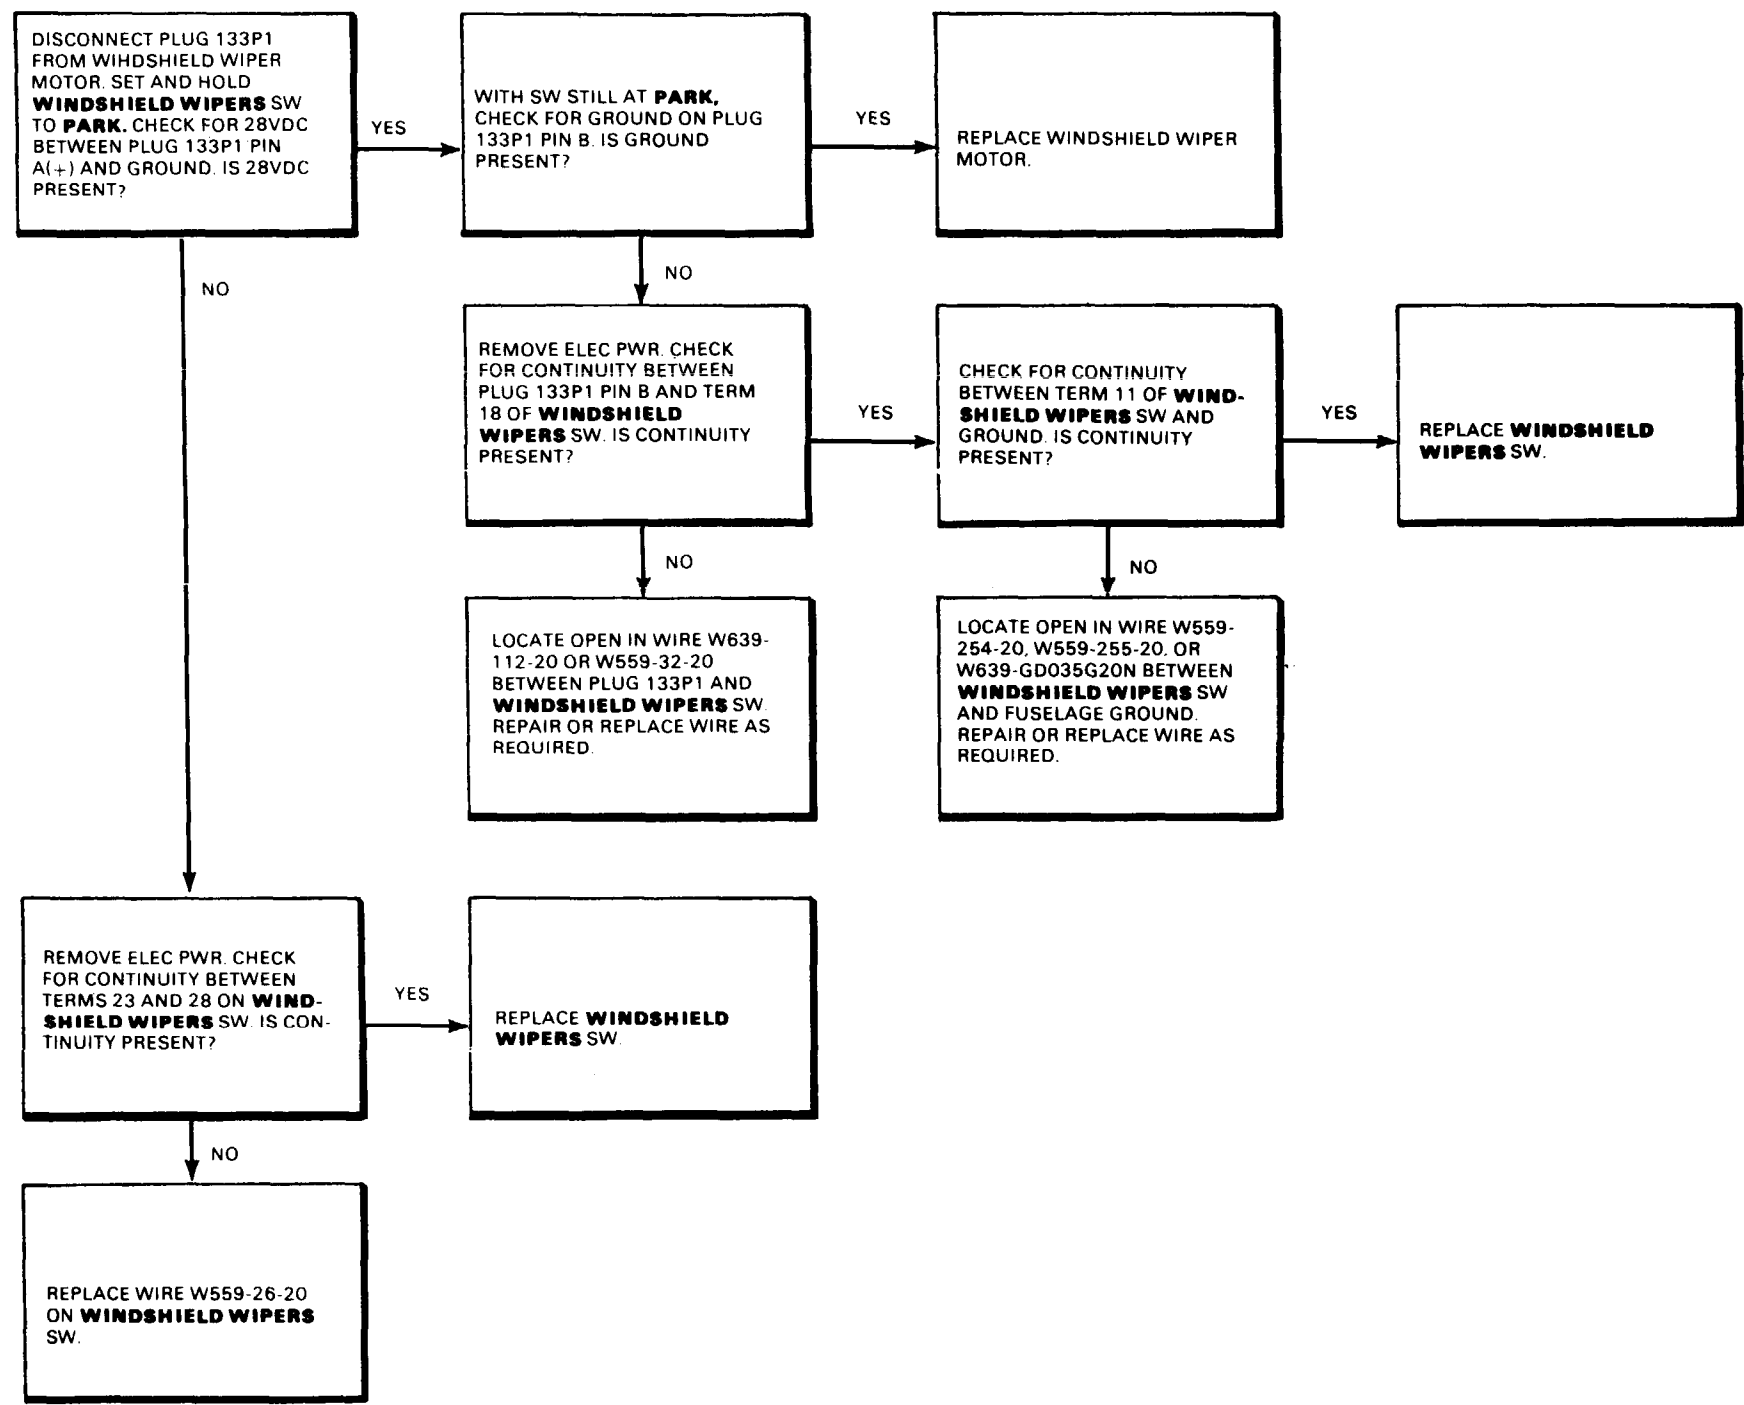 DISCONNECT PLUG 133P1
FROM WIHDSHIELD WIPER
MOTOR. SET AND HOLD
WINDSHIELD WIPERS SW
TO PARK. CHECK FOR 28VDC
BETWEEN PLUG 133P1 PIN
A(+) AND GROUND. IS 28VDC
PRESENT?
YES
WITH SW STILL AT PARK,
CHECK FOR GROUND ON PLUG
133P1 PIN B. IS GROUND
PRESENT?
YES
REPLACE WINDSHIELD WIPER
MOTOR.
NO
NO
REMOVE ELEC PWR. CHECK
FOR CONTINUITY BETWEEN
PLUG 133P1 PIN B AND TERM
18 OF WINDSHIELD
WIPERS SW. IS CONTINUITY
PRESENT?
YES
CHECK FOR CONTINUITY
BETWEEN TERM 11 OF WIND-
SHIELD WIPERS SW AND
GROUND. IS CONTINUITY
PRESENT?
YES
REPLACE WINDSHIELD
WIPERS SW.
NO
NO
LOCATE OPEN IN WIRE W639-
112-20 OR W559-32-20
BETWEEN PLUG 133P1 AND
WINDSHIELD WIPERS SW.
REPAIR OR REPLACE WIRE AS
REQUIRED.
LOCATE OPEN IN WIRE W559-
254-20, W559-255-20, OR
W639-GD035G20N BETWEEN
WINDSHIELD WIPERS SW
AND FUSELAGE GROUND.
REPAIR OR REPLACE WIRE AS
REQUIRED.
REMOVE ELEC PWR. CHECK
FOR CONTINUITY BETWEEN
TERMS 23 AND 28 ON WIND-
SHIELD WIPERS SW. IS CON-
TINUITY PRESENT?
YES
REPLACE WINDSHIELD
WIPERS SW.
NO
REPLACE WIRE W559-26-20
ON WINDSHIELD WIPERS
SW.